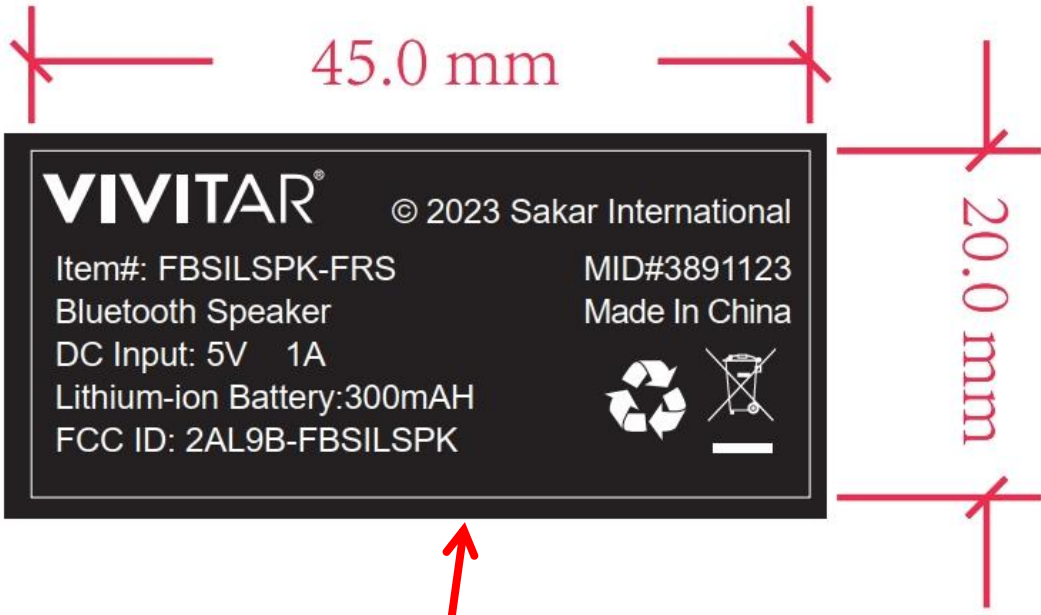 45.0 mm
VIVITAR®
© 2023 Sakar International
Item#: FBSILSPK-FRS
MID#3891123
Bluetooth Speaker
Made In China
DC Input: 5V 1A
Lithium-ion Battery:300mAH
FCC ID: 2AL9B-FBSILSPK
20.0 mm